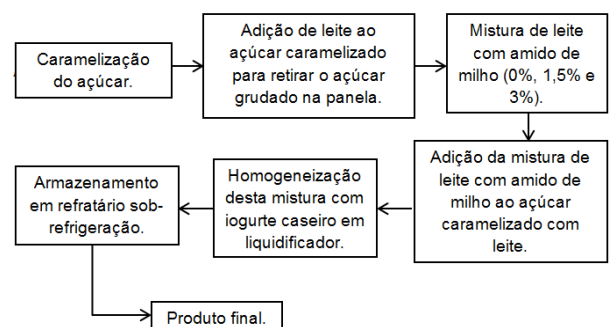 Caramelização
do açúcar.
Adição de leite ao
açúcar caramelizado
para retirar o açúcar
grudado na panela.
Mistura de leite
com amido de
milho (0%, 1,5% e
3%).
Adição da mistura de
leite com amido de
milho ao açúcar
caramelizado com
leite.
Homogeneização
desta mistura com
iogurte caseiro em
liquidificador.
Armazenamento
em refratário sob-
refrigeração.
Produto final.